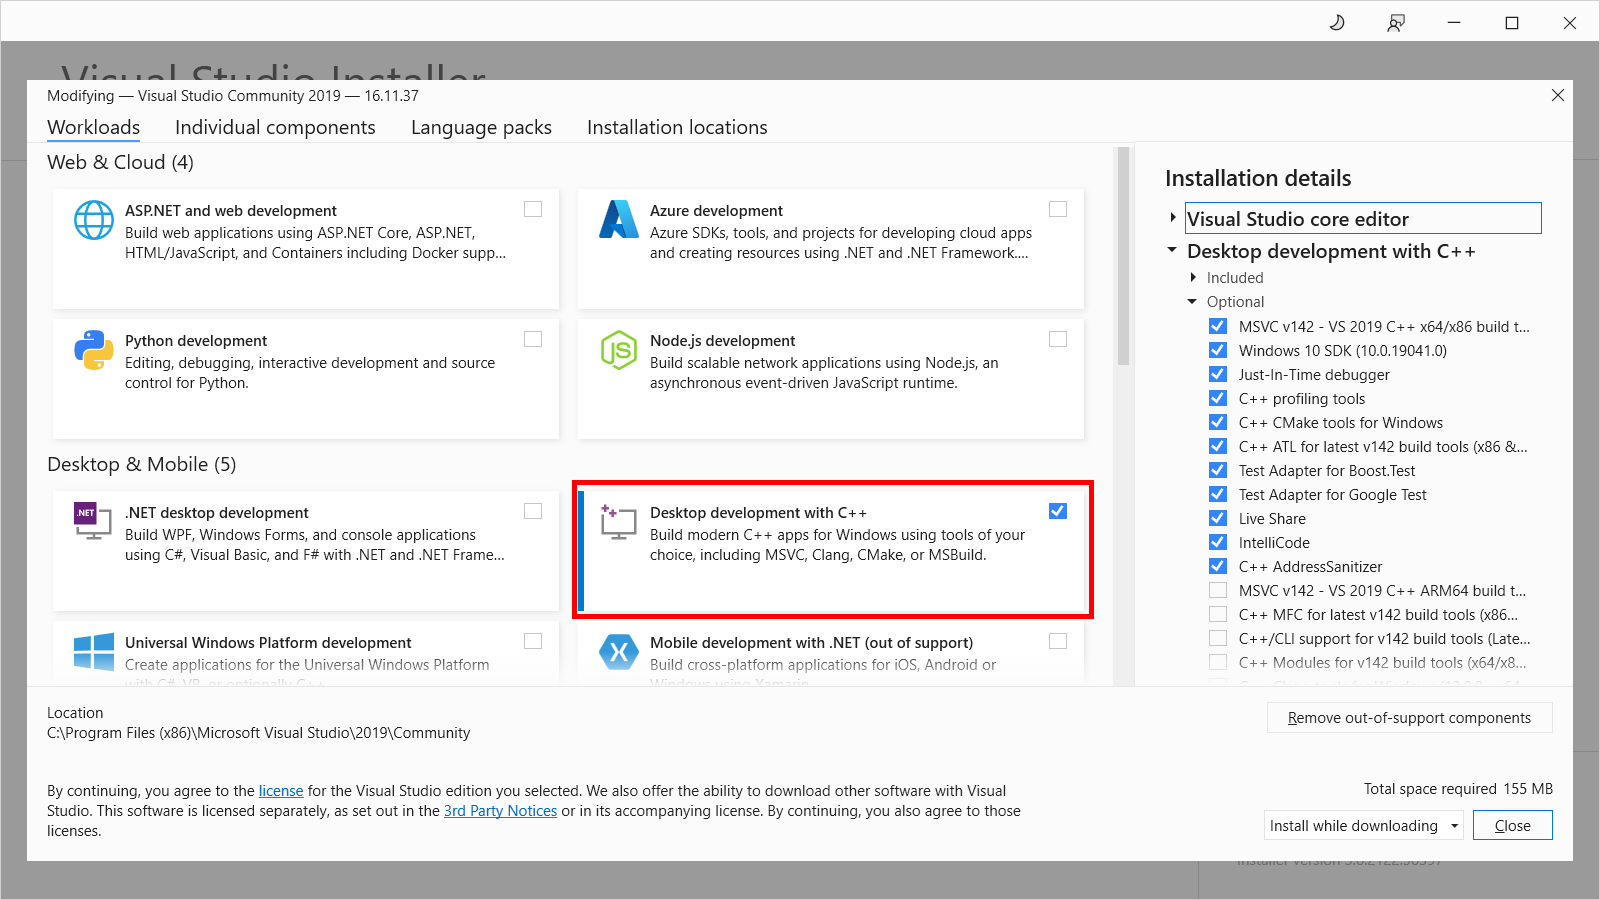 Visual Studio Installer
Modifying — Visual Studio Community 2019 — 16.11.37
Workloads Individual components Language packs Installation locations
Web & Cloud (4)
ASP.NET and web development
Build web applications using ASP.NET Core, ASP.NET,
HTML/JavaScript, and Containers including Docker supp...
Azure development
Azure SDKs, tools, and projects for developing cloud apps
and creating resources using .NET and .NET Framework....
Python development
Editing, debugging, interactive development and source
control for Python.
JS
Node.js development
Build scalable network applications using Node.js, an
asynchronous event-driven JavaScript runtime.
Desktop & Mobile (5)
.NET
.NET desktop development
Build WPF, Windows Forms, and console applications
using C#, Visual Basic, and F# with .NET and .NET Frame...
Desktop development with C++
Build modern C++ apps for Windows using tools of your
choice, including MSVC, Clang, CMake, or MSBuild.
Universal Windows Platform development
Create applications for the Universal Windows Platform
with C#, VB, or optionally C++
Mobile development with .NET (out of support)
Build cross-platform applications for iOS, Android or
Windows using Xamarin
Installation details
Visual Studio core editor
Desktop development with C++
Included
Optional
MSVC v142 - VS 2019 C++ x64/x86 build t...
Windows 10 SDK (10.0.19041.0)
Just-In-Time debugger
C++ profiling tools
C++ CMake tools for Windows
C++ ATL for latest v142 build tools (x86 &...
Test Adapter for Boost.Test
Test Adapter for Google Test
Live Share
IntelliCode
C++ AddressSanitizer
MSVC v142 - VS 2019 C++ ARM64 build t...
C++ MFC for latest v142 build tools (x86...
C++/CLI support for v142 build tools (Late...
C++ Modules for v142 build tools (x64/x8...
Location
C:\Program Files (x86)\Microsoft Visual Studio\2019\Community
Remove out-of-support components
By continuing, you agree to the license for the Visual Studio edition you selected. We also offer the ability to download other software with Visual
Studio. This software is licensed separately, as set out in the 3rd Party Notices or in its accompanying license. By continuing, you also agree to those
licenses.
Total space required 155 MB
Install while downloading
Close